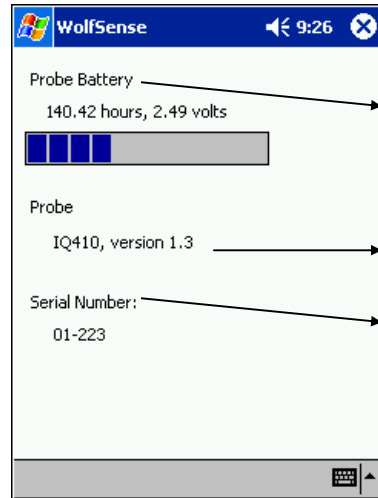 WolfSense 9:26
Probe Battery
140.42 hours, 2.49 volts
Probe
IQ410, version 1.3
Serial Number:
01-223